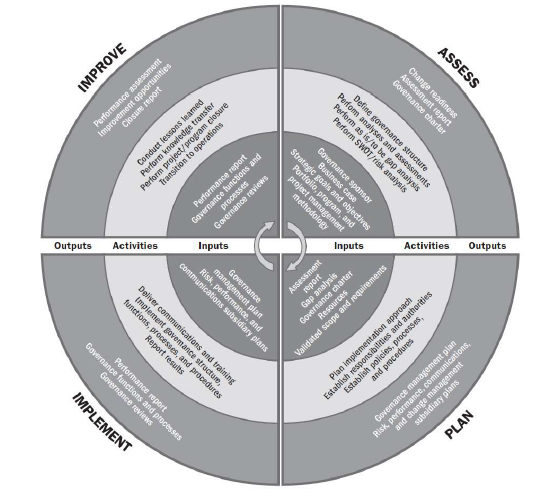 IMPROVE
Performance assessment
Improvement opportunities
Closure report
Conduct lessons learned
Perform knowledge transfer
Perform project/program closure
Transition to operations
Performance report
Governance functions and
processes
Governance reviews
ASSESS
Change readiness
Assessment report
Governance charter
Define governance structure
Perform analyses and assessments
Perform as is/to be gap analysis
Perform SWOT/risk analysis
Governance sponsor
Business case
Strategic goals and objectives
Portfolio, program, and
project management
methodology
Outputs
Activities
Inputs
Inputs
Activities
Outputs
Governance
management plan
Risk, performance, and
communications subsidiary plans
Deliver communications and training
Implement governance structure,
functions, processes, and procedures
Report results
Performance report
Governance functions and processes
Governance reviews
IMPLEMENT
Assessment
report
Gap analysis
Governance charter
Resources
Validated scope and requirements
Plan implementation approach
Establish responsibilities and authorities
Establish policies, processes,
and procedures
Governance management plan
Risk, performance, communications,
and change management
subsidiary plans
PLAN